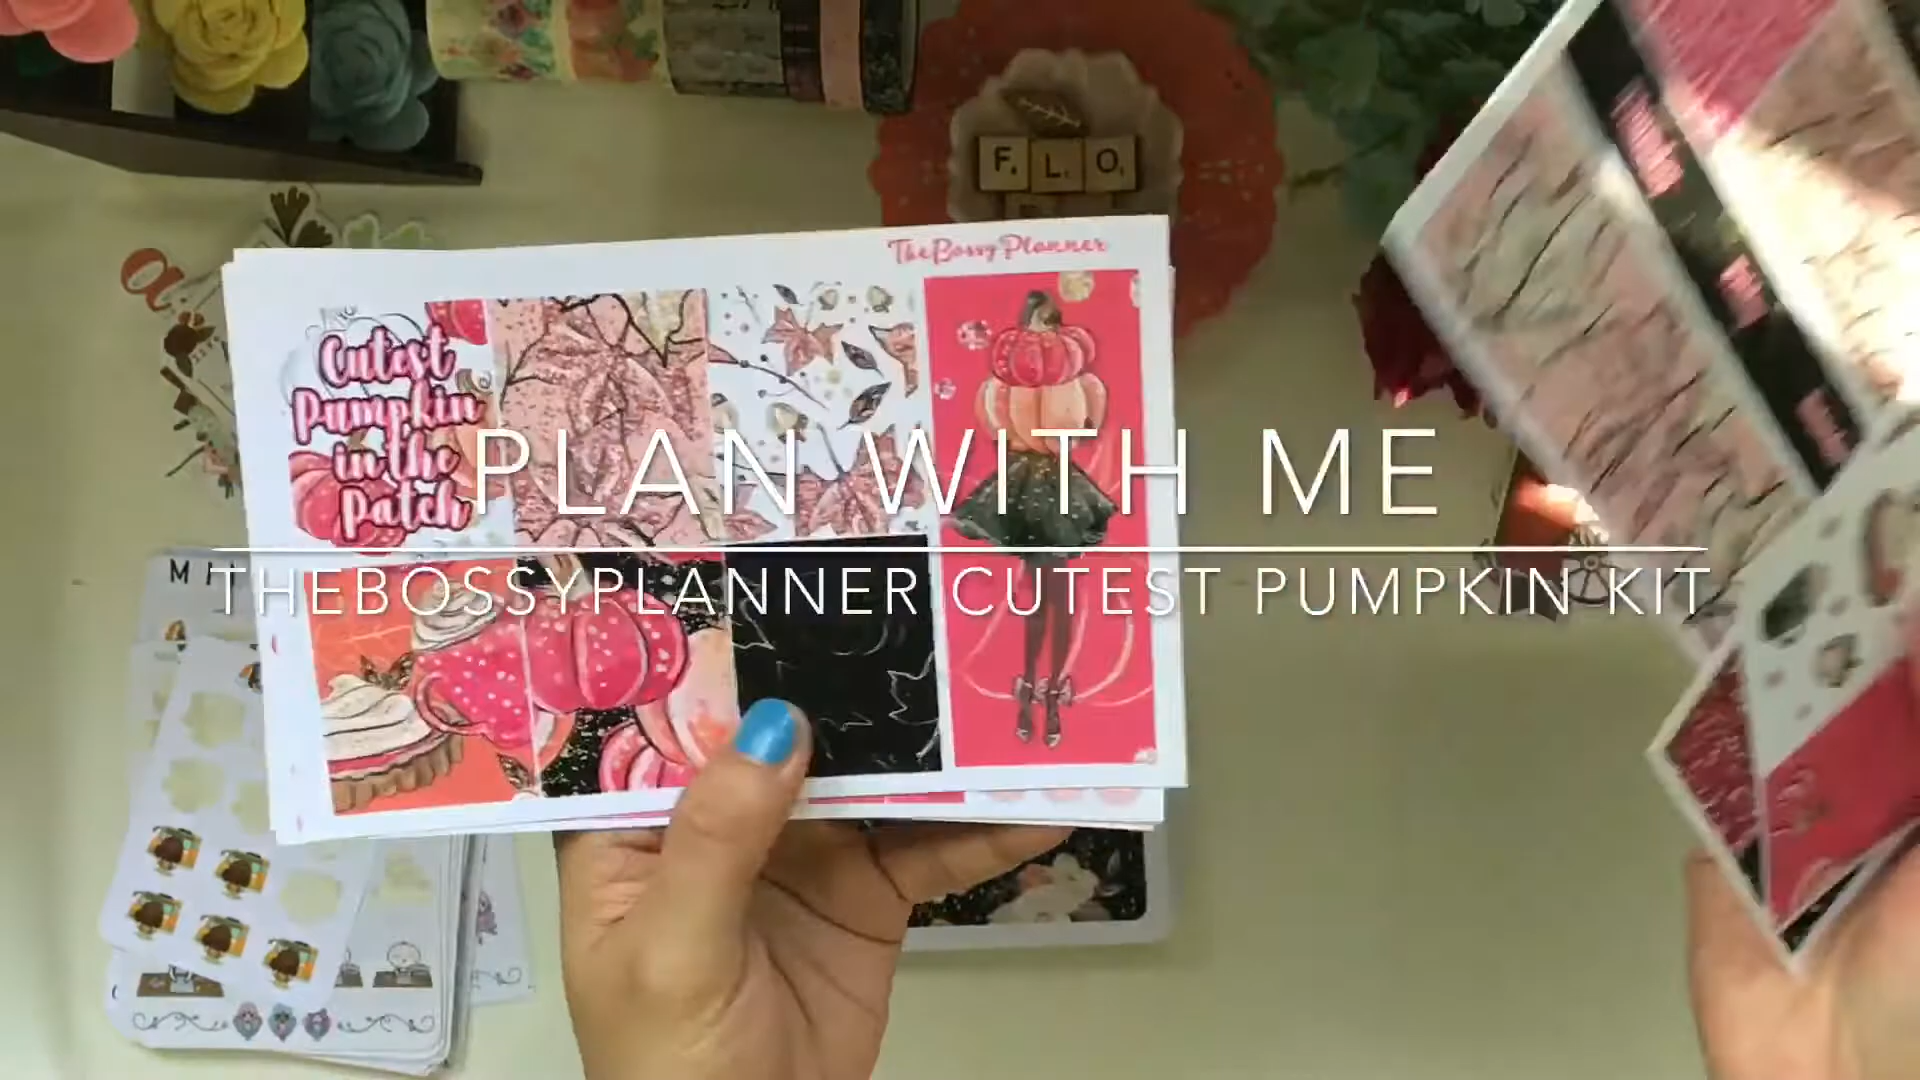 F L O
TheBossyPlanner
Cutest
Pumpkin
in the
Patch
PLAN WITH ME
THEBOSSYPLANNER CUTEST PUMPKIN KIT